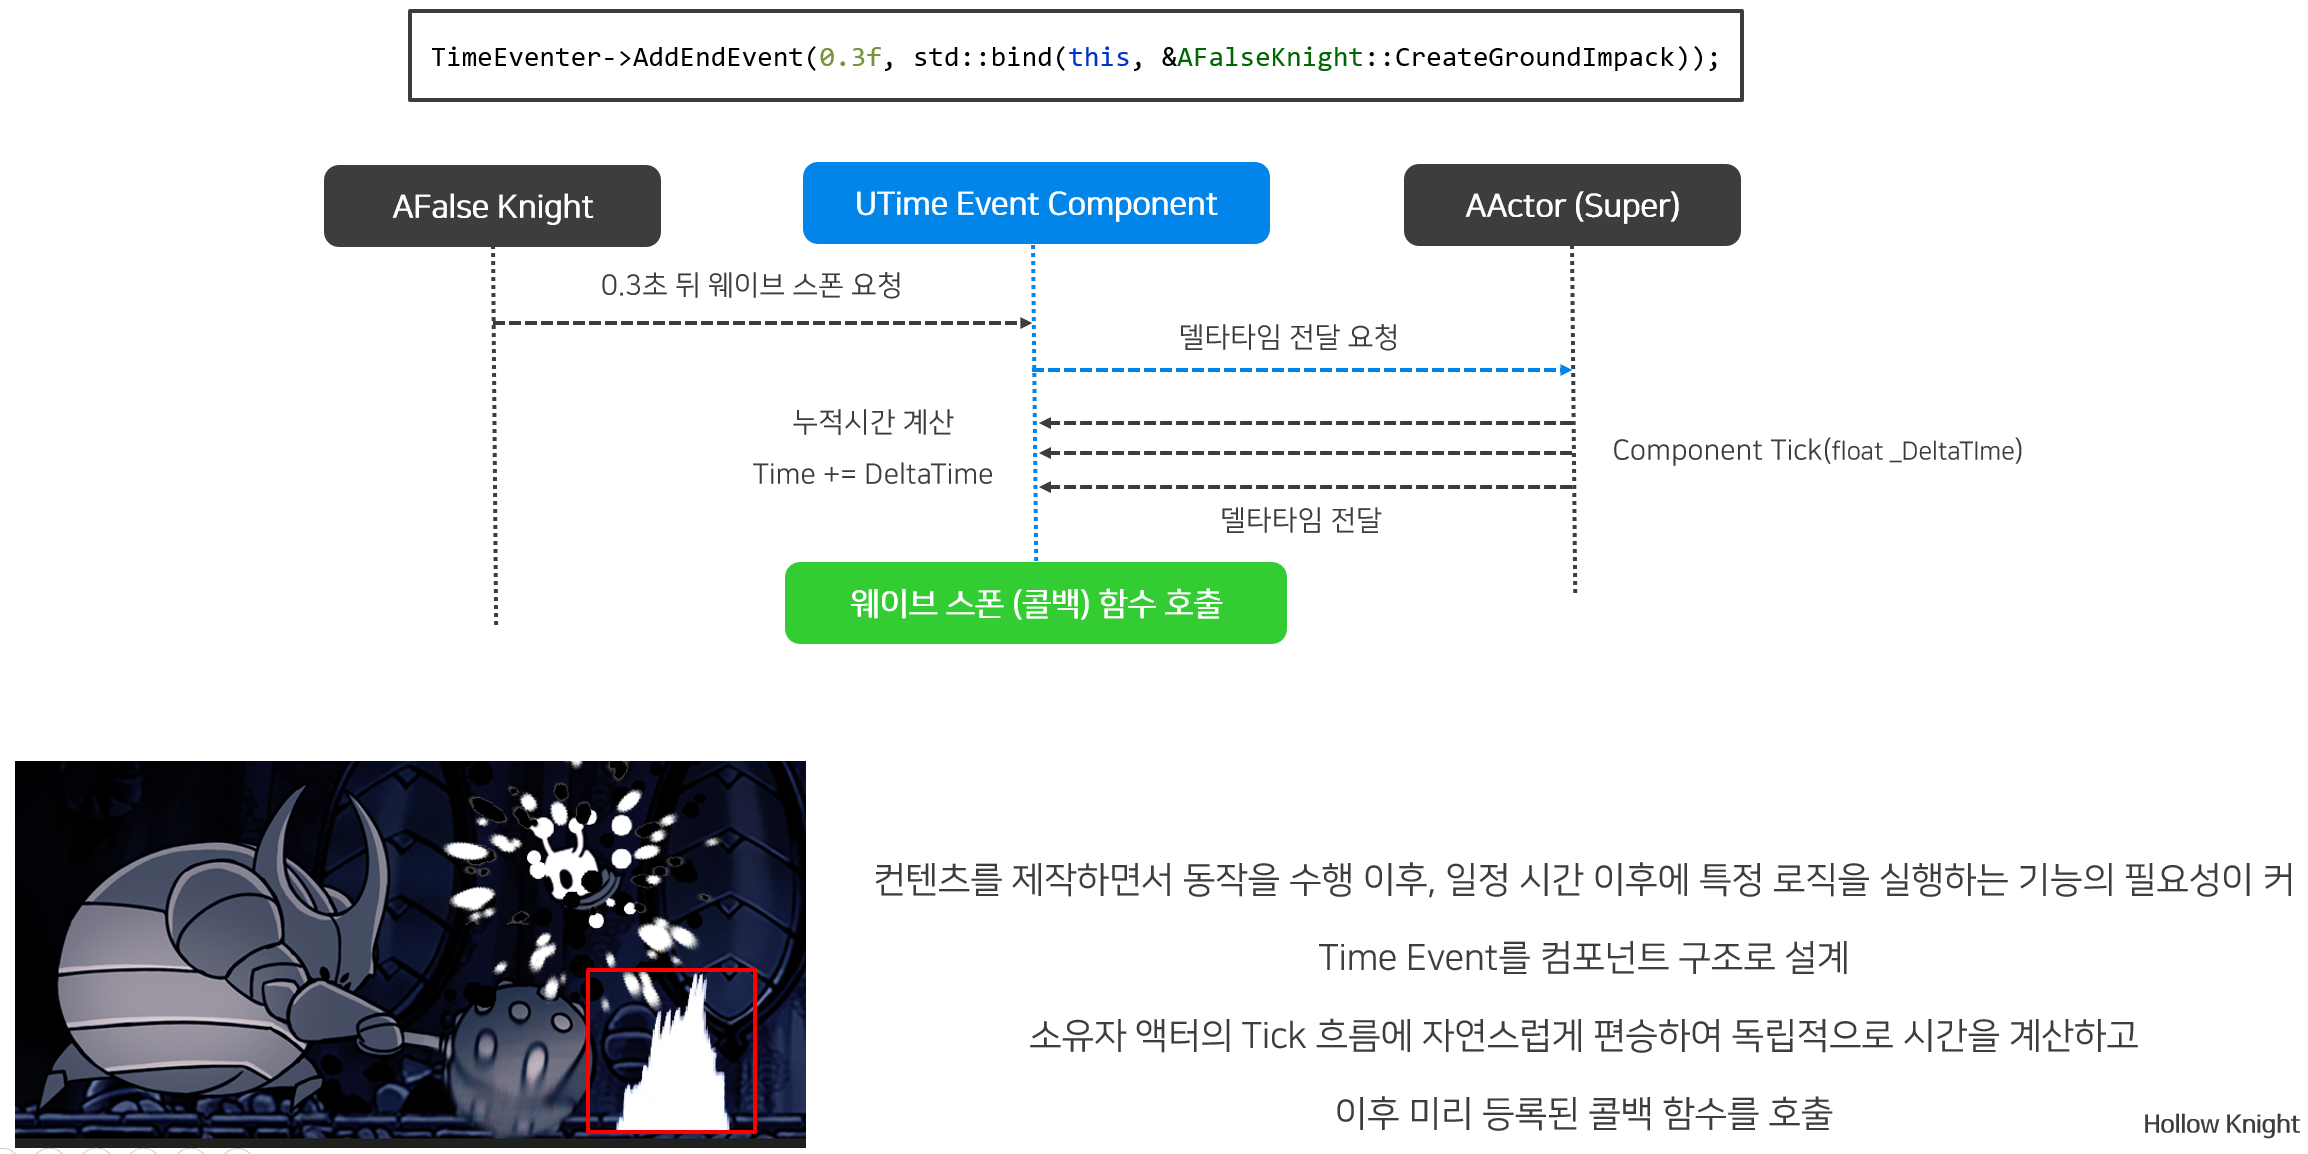 TimeEventer->AddEndEvent(0.3f, std::bind(this, &AFalseKnight::CreateGroundImpack));
AFalse Knight
UTime Event Component
AActor (Super)
0.3초 뒤 웨이브 스폰 요청
델타타임 전달 요청
누적시간 계산
Time += DeltaTime
Component Tick(float _DeltaTIme)
델타타임 전달
웨이브 스폰 (콜백) 함수 호출
컨텐츠를 제작하면서 동작을 수행 이후, 일정 시간 이후에 특정 로직을 실행하는 기능의 필요성이 커
Time Event를 컴포넌트 구조로 설계
소유자 액터의 Tick 흐름에 자연스럽게 편승하여 독립적으로 시간을 계산하고
이후 미리 등록된 콜백 함수를 호출
Hollow Knight